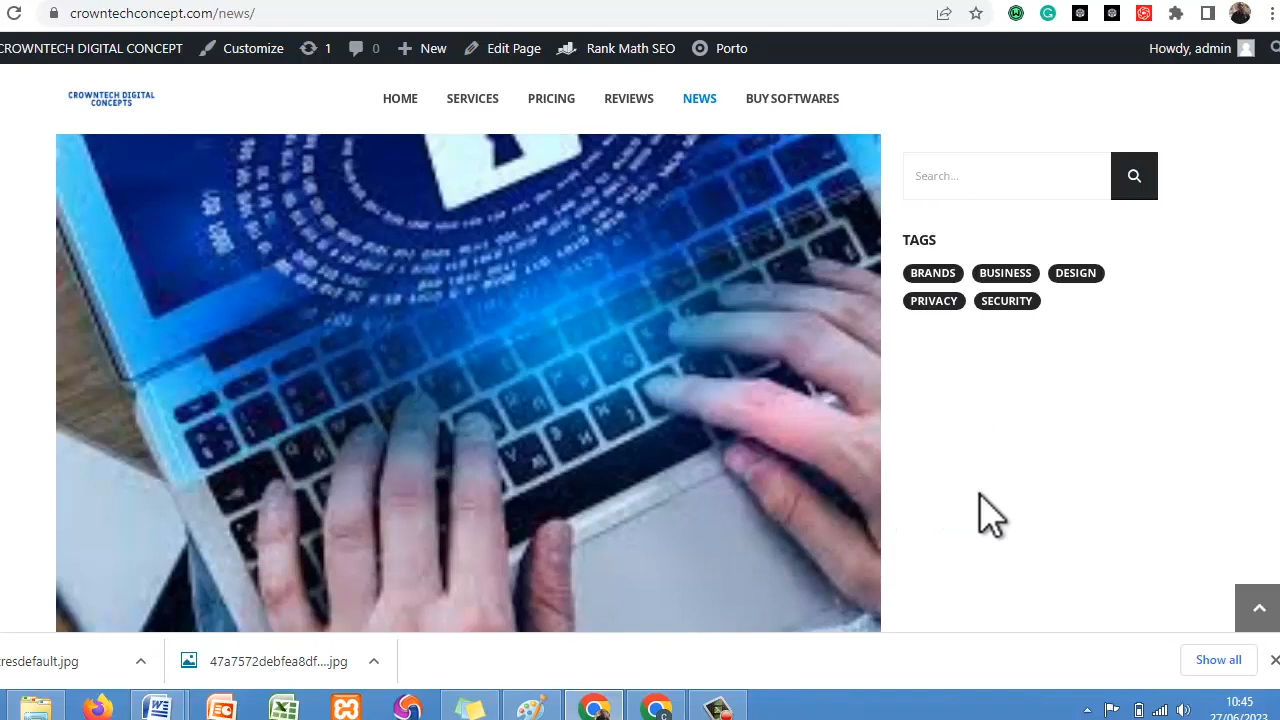 crowntechconcept.com/news/
CROWNTECH DIGITAL CONCEPT Customize 1 0 New Edit Page Rank Math SEO Porto Howdy, admin
CROWNTECH DIGITAL
CONCEPTS
HOME SERVICES PRICING REVIEWS NEWS BUY SOFTWARES
Search...
TAGS
BRANDS BUSINESS DESIGN
PRIVACY SECURITY
resdefault.jpg 47a7572debfea8df....jpg Show all
10:45
27/06/2023